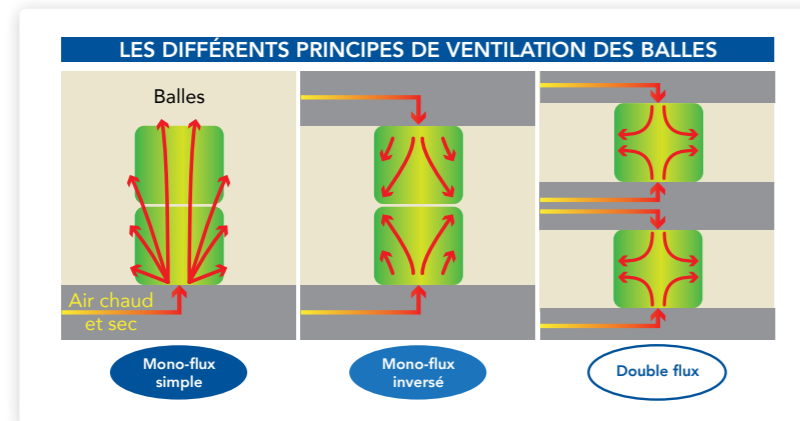 LES DIFFÉRENTS PRINCIPES DE VENTILATION DES BALLES
Balles
Air chaud
et sec
Mono-flux
simple
Mono-flux
inversé
Double flux